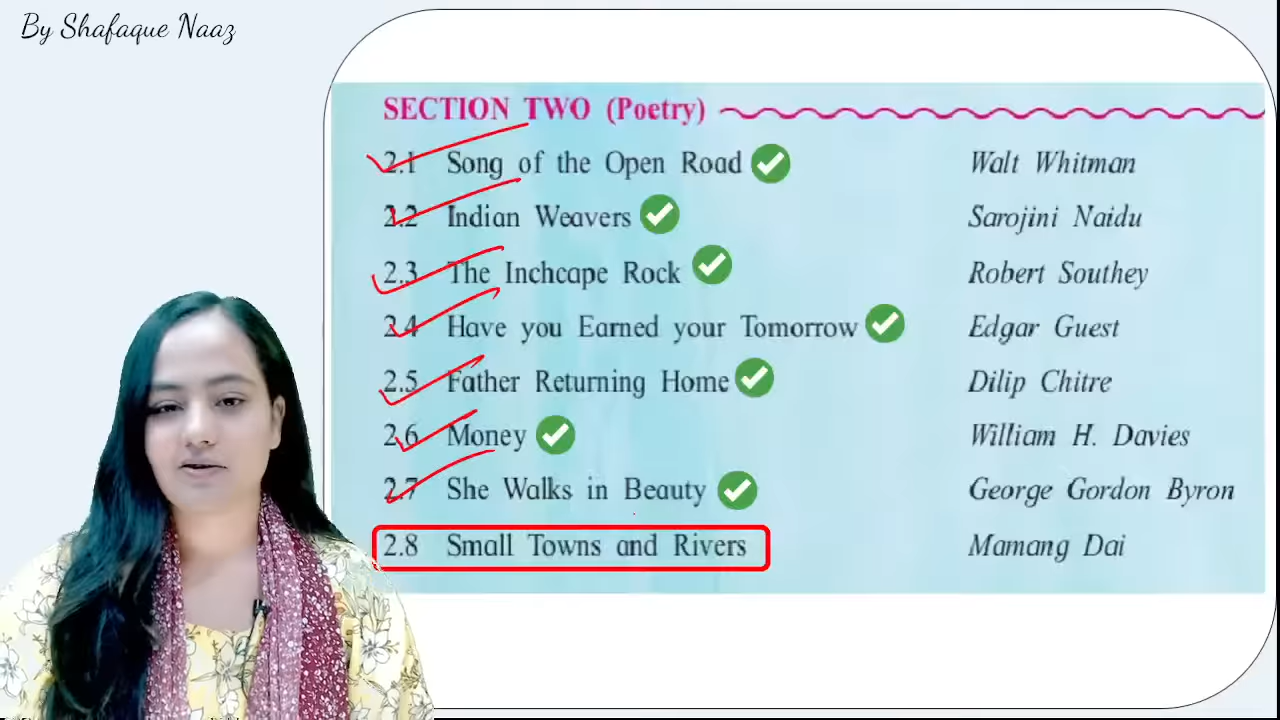 By Shafaque Naaz
SECTION TWO (Poetry)
2.1 Song of the Open Road Walt Whitman
2.2 Indian Weavers Sarojini Naidu
2.3 The Inchcape Rock Robert Southey
2.4 Have you Earned your Tomorrow Edgar Guest
2.5 Father Returning Home Dilip Chitre
2.6 Money William H. Davies
2.7 She Walks in Beauty George Gordon Byron
2.8 Small Towns and Rivers Mamang Dai